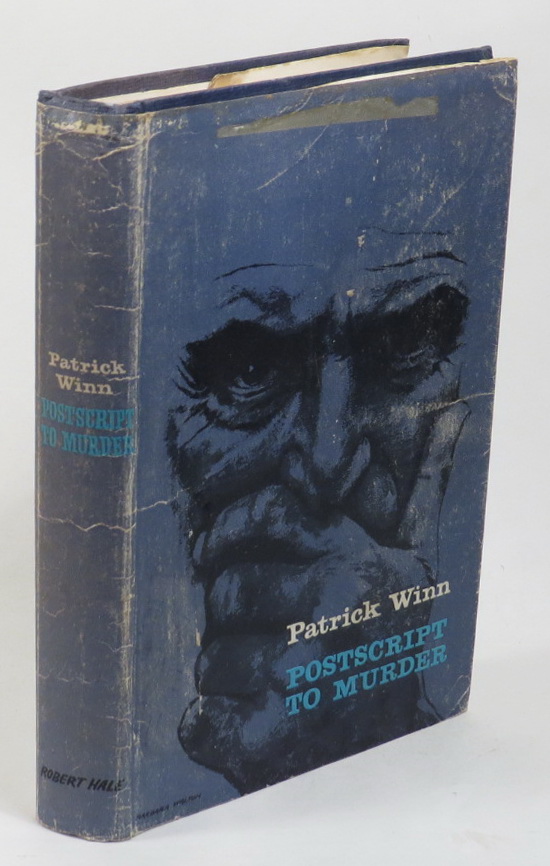 Patrick
Winn
POSTSCRIPT
TO MURDER
ROBERT HALE
Patrick Winn
POSTSCRIPT
TO MURDER